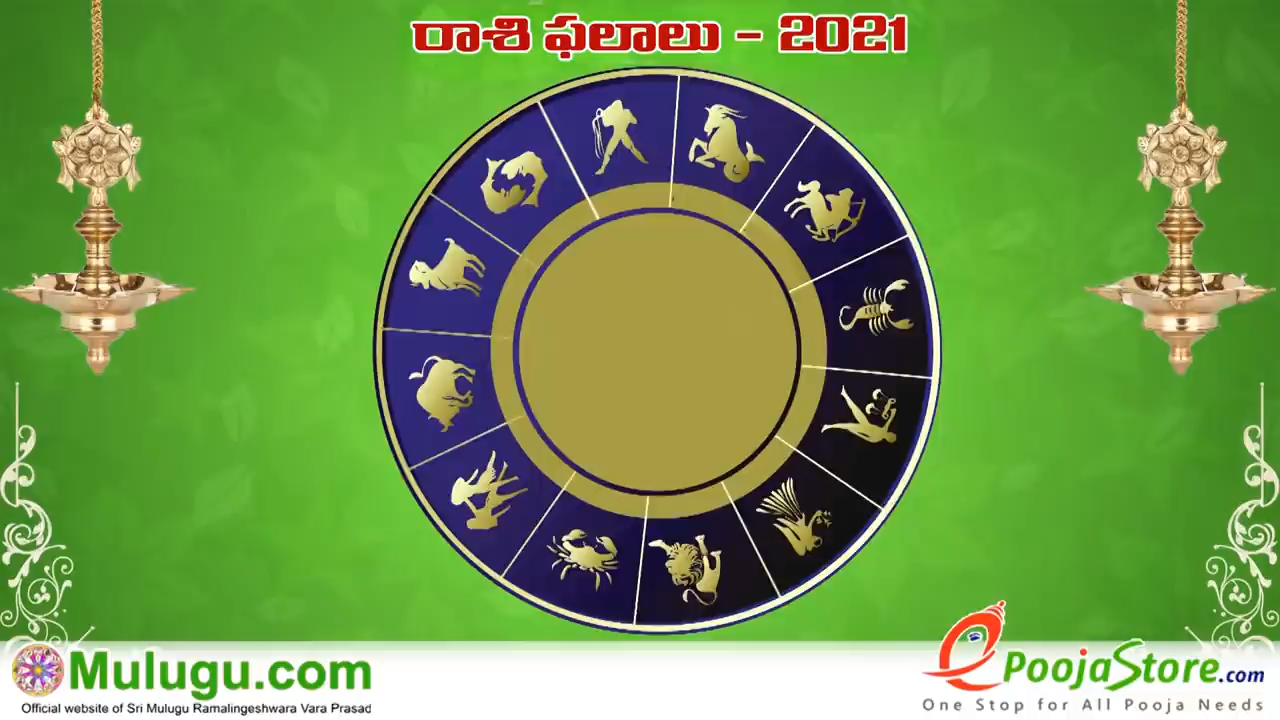 రాశి ఫలాలు - 2021
Mulugu.com
Official website of Sri Mulugu Ramalingeshwara Vara Prasad
ePoojaStore.com
One Stop for All Pooja Needs